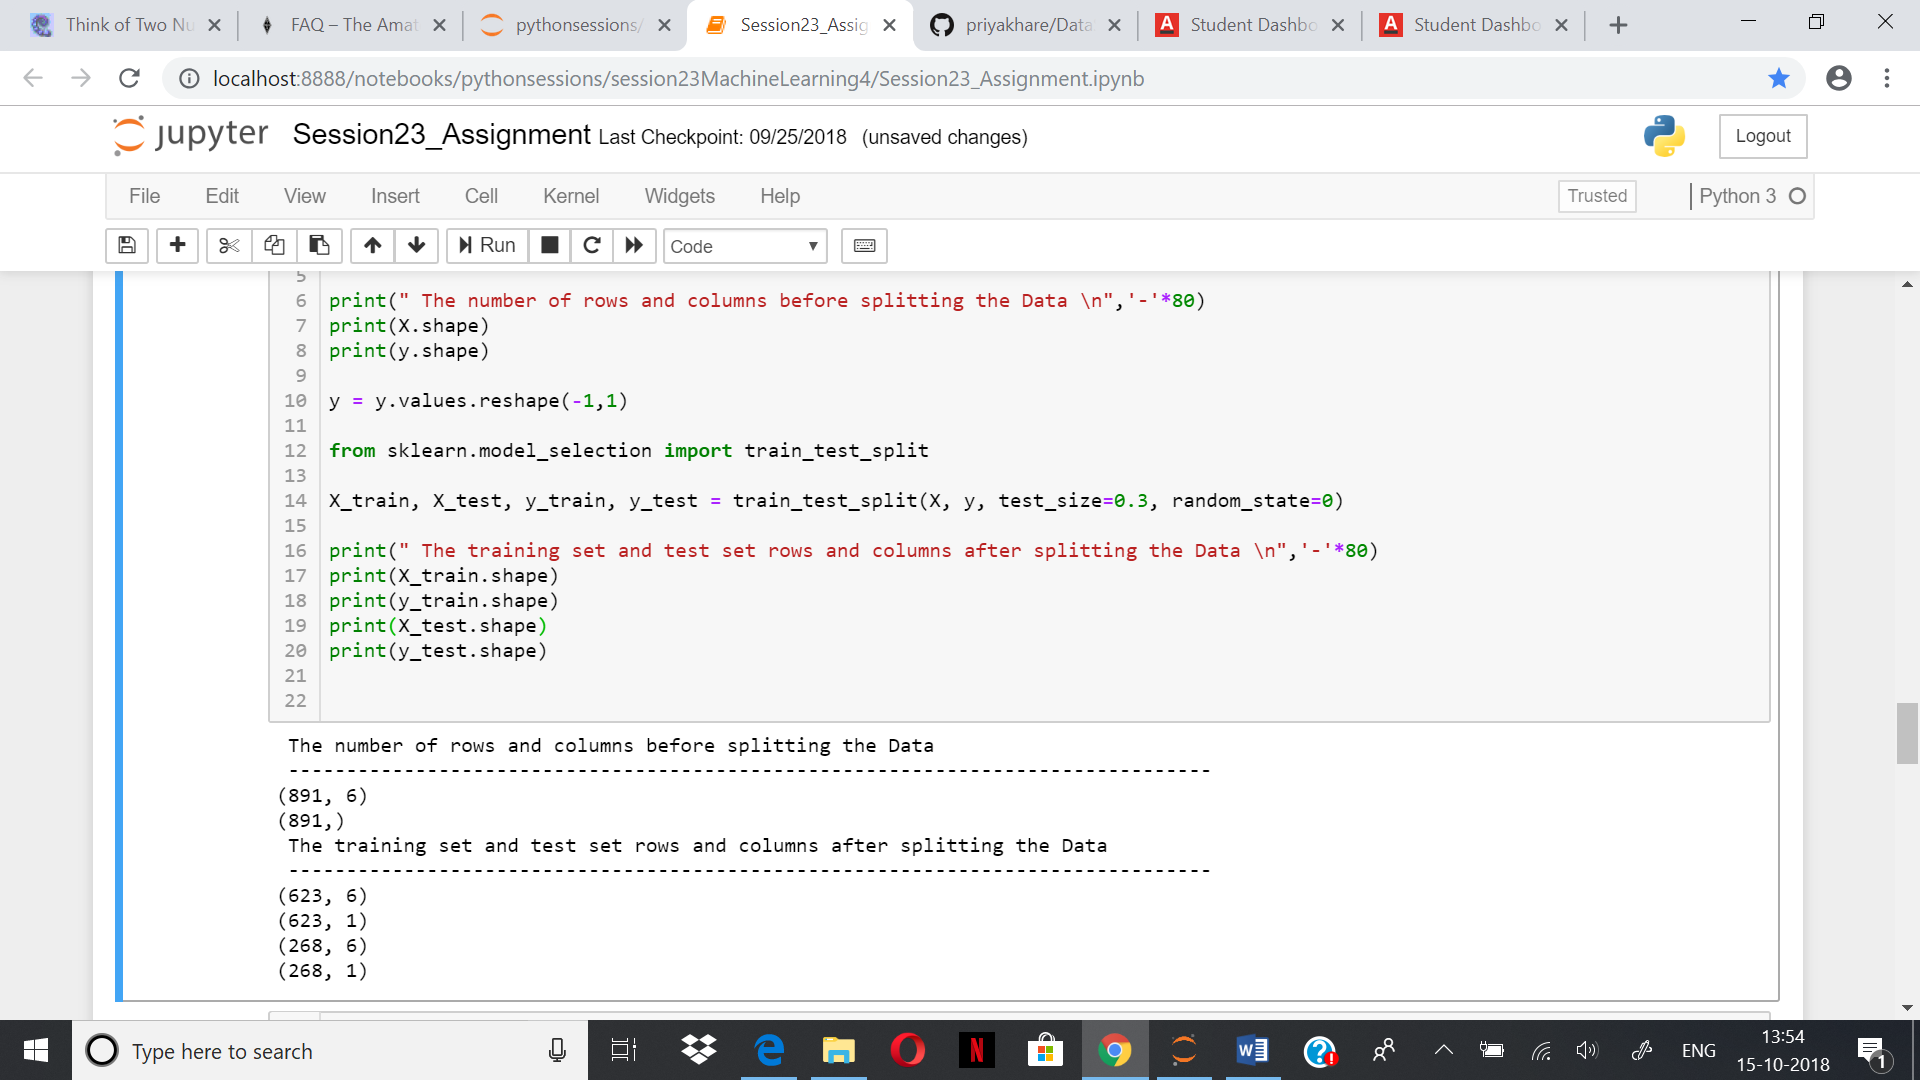 Think of Two Nu
FAQ – The Amat
pythonsessions/
Session23_Assig
priyakhare/Data
Student Dashbo
Student Dashbo
localhost:8888/notebooks/pythonsessions/session23MachineLearning4/Session23_Assignment.ipynb
jupyter Session23_Assignment Last Checkpoint: 09/25/2018 (unsaved changes)
Logout
File Edit View Insert Cell Kernel Widgets Help
Trusted
Python 3
Run
Code
5
6 print(" The number of rows and columns before splitting the Data \n",'-'*80)
7 print(X.shape)
8 print(y.shape)
9
10 y = y.values.reshape(-1,1)
11
12 from sklearn.model_selection import train_test_split
13
14 X_train, X_test, y_train, y_test = train_test_split(X, y, test_size=0.3, random_state=0)
15
16 print(" The training set and test set rows and columns after splitting the Data \n",'-'*80)
17 print(X_train.shape)
18 print(y_train.shape)
19 print(X_test.shape)
20 print(y_test.shape)
21
22
The number of rows and columns before splitting the Data
--------------------------------------------------------------------------------
(891, 6)
(891,)
The training set and test set rows and columns after splitting the Data
--------------------------------------------------------------------------------
(623, 6)
(623, 1)
(268, 6)
(268, 1)
Type here to search
ENG
13:54
15-10-2018
1